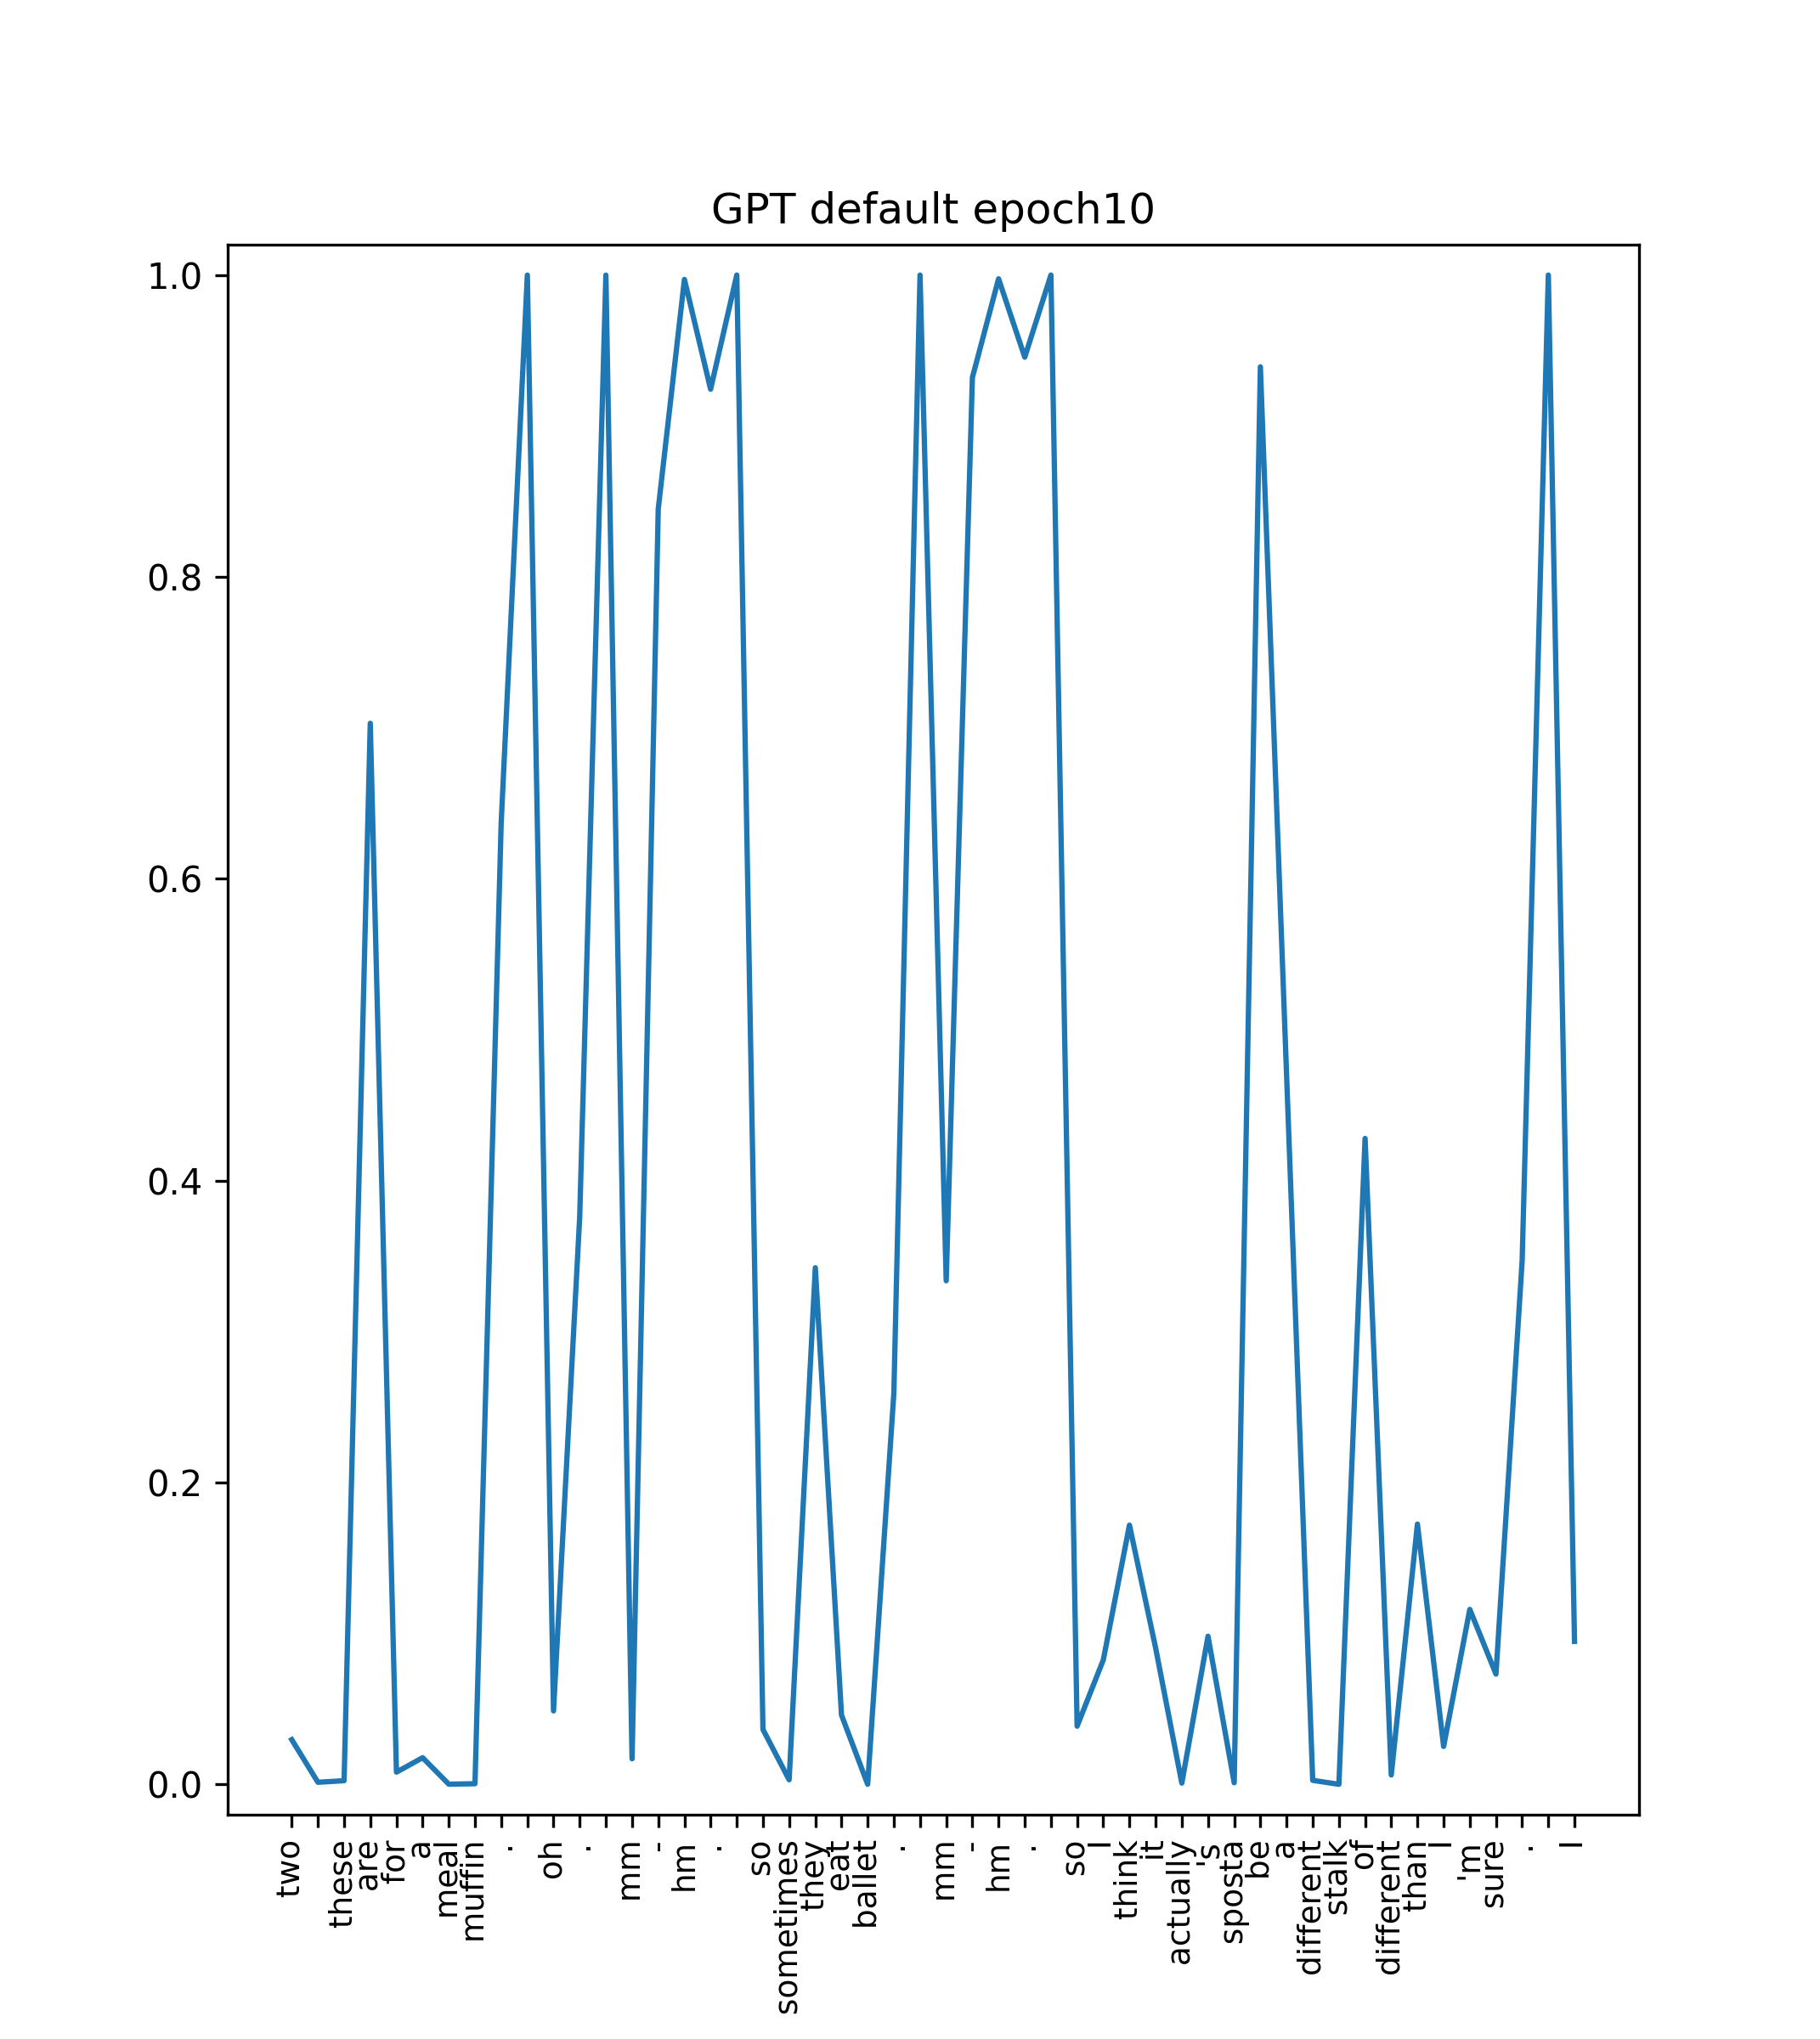 GPT default epoch10
1.0
0.8
0.6
0.4
0.2
0.0
two
these
are
for
a
meal
muffin
.
oh
.
mm
-
hm
.
so
sometimes
they
eat
ballet
.
mm
-
hm
.
so
I
think
it
actually
's
sposta
be
a
different
stalk
of
different
than
I
'm
sure
.
I